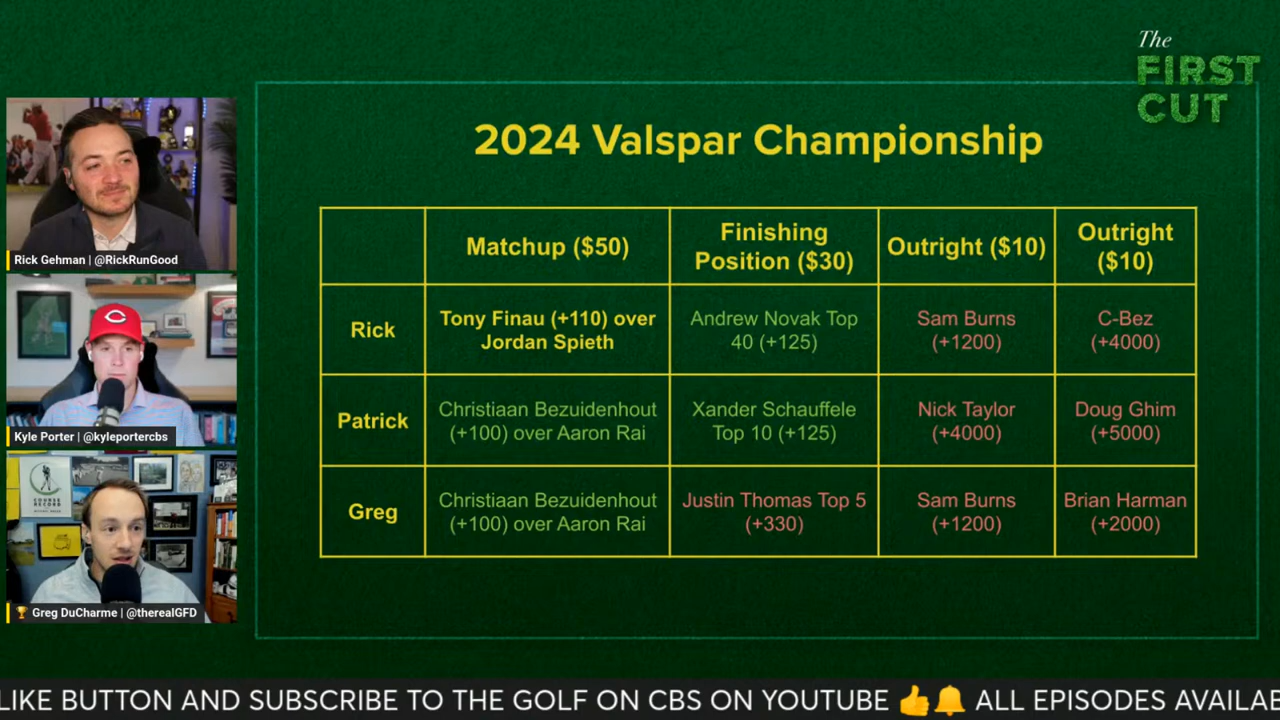 The
FIRST
CUT
2024 Valspar Championship
Matchup ($50)
Finishing
Position ($30)
Outright ($10)
Outright
($10)
Rick
Tony Finau (+110) over
Jordan Spieth
Andrew Novak Top
40 (+125)
Sam Burns
(+1200)
C-Bez
(+4000)
Patrick
Christiaan Bezuidenhout
(+100) over Aaron Rai
Xander Schauffele
Top 10 (+125)
Nick Taylor
(+4000)
Doug Ghim
(+5000)
Greg
Christiaan Bezuidenhout
(+100) over Aaron Rai
Justin Thomas Top 5
(+330)
Sam Burns
(+1200)
Brian Harman
(+2000)
Rick Gehman | @RickRunGood
Kyle Porter | @kyleportercbs
COURSE
RECORD
🏆 Greg DuCharme | @therealGFD
LIKE BUTTON AND SUBSCRIBE TO THE GOLF ON CBS ON YOUTUBE 👍🔔 ALL EPISODES AVAILAB